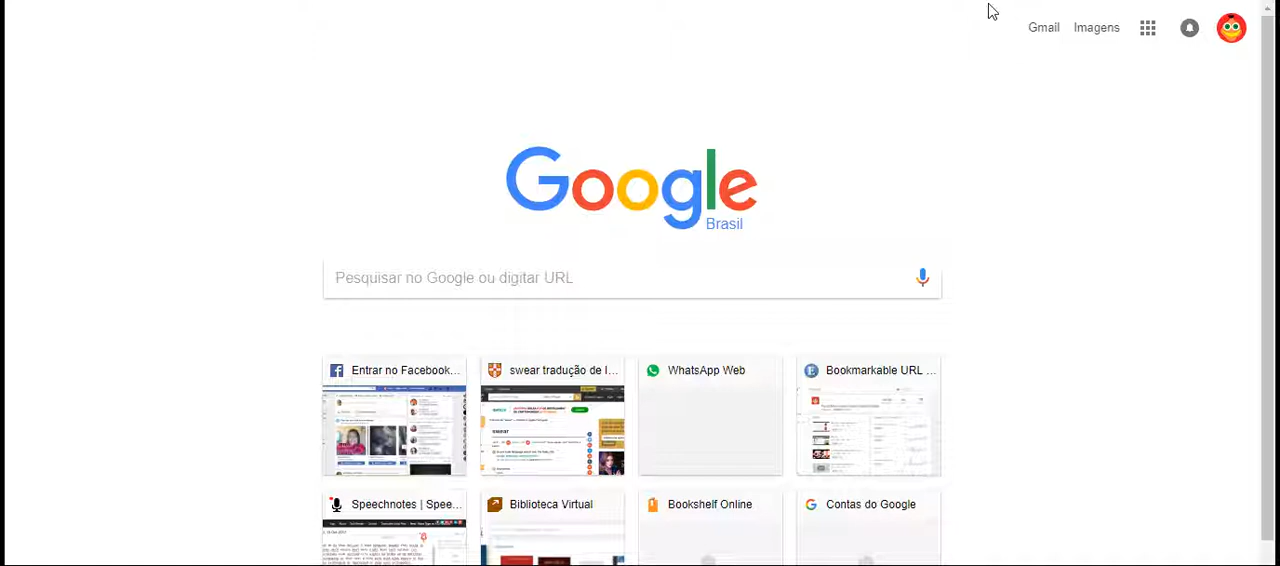 Gmail Imagens
Google
Brasil
Pesquisar no Google ou digitar URL
Entrar no Facebook...
swear tradução de I...
WhatsApp Web
Bookmarkable URL ...
swear
Speechnotes | Spee...
Biblioteca Virtual
Bookshelf Online
Contas do Google